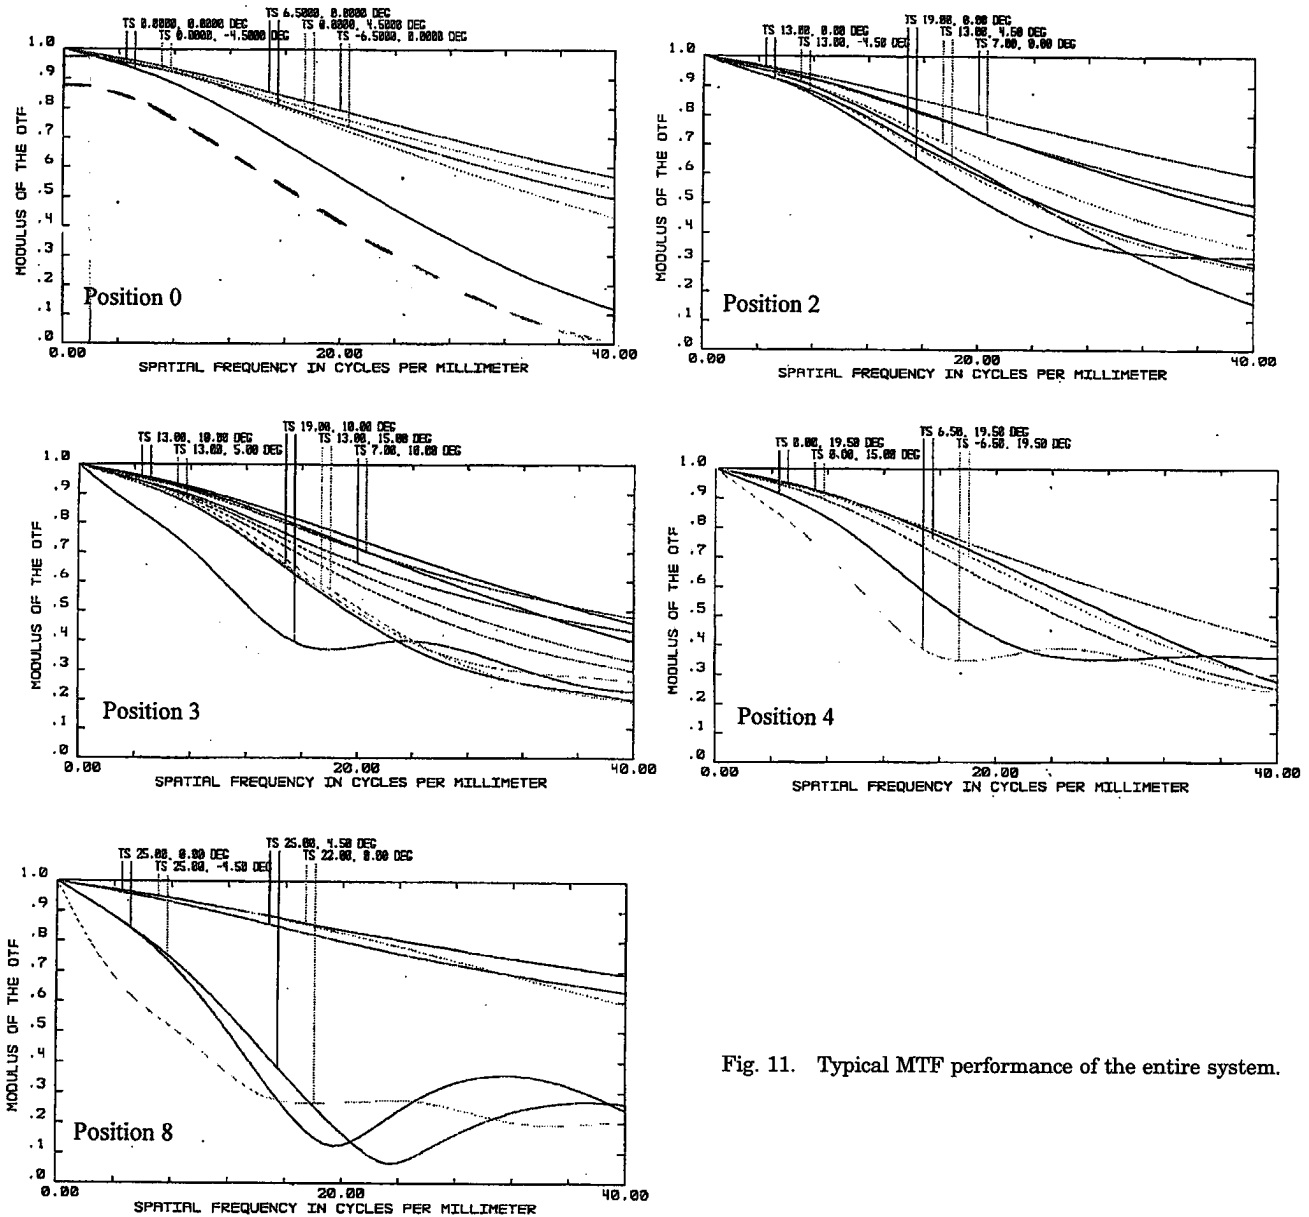 TS 6.5000, 0.0000 DEG
TS 0.0000, 0.0000 DEG TS 0.0000, 4.5000 DEG
TS 0.0000, -4.5000 DEG TS -6.5000, 0.0000 DEG
1.0
.9
.8
.7
.6
.5
.4
.3
.2
.1
.0
MODULUS OF THE OTF
Position 0
0.00 20.00 40.00
SPATIAL FREQUENCY IN CYCLES PER MILLIMETER
TS 19.00, 0.00 DEG
TS 13.00, 0.00 DEG TS 13.00, 4.50 DEG
TS 13.00, -4.50 DEG TS 7.00, 0.00 DEG
1.0
.9
.8
.7
.6
.5
.4
.3
.2
.1
.0
MODULUS OF THE OTF
Position 2
0.00 20.00 40.00
SPATIAL FREQUENCY IN CYCLES PER MILLIMETER
TS 19.00, 10.00 DEG
TS 13.00, 10.00 DEG TS 13.00, 15.00 DEG
TS 13.00, 5.00 DEG TS 7.00, 10.00 DEG
1.0
.9
.8
.7
.6
.5
.4
.3
.2
.1
.0
MODULUS OF THE OTF
Position 3
0.00 20.00 40.00
SPATIAL FREQUENCY IN CYCLES PER MILLIMETER
TS 6.50, 19.50 DEG
TS 0.00, 19.50 DEG TS -6.50, 19.50 DEG
TS 0.00, 15.00 DEG
1.0
.9
.8
.7
.6
.5
.4
.3
.2
.1
.0
MODULUS OF THE OTF
Position 4
0.00 20.00 40.00
SPATIAL FREQUENCY IN CYCLES PER MILLIMETER
TS 25.00, 4.50 DEG
TS 25.00, 0.00 DEG TS 22.00, 0.00 DEG
TS 25.00, -4.50 DEG
1.0
.9
.8
.7
.6
.5
.4
.3
.2
.1
.0
MODULUS OF THE OTF
Position 8
0.00 20.00 40.00
SPATIAL FREQUENCY IN CYCLES PER MILLIMETER
Fig. 11. Typical MTF performance of the entire system.